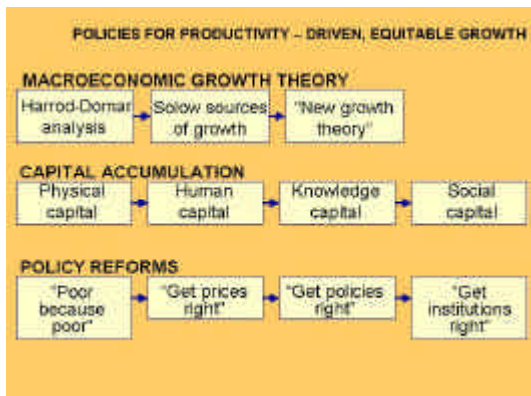 POLICIES FOR PRODUCTIVITY – DRIVEN, EQUITABLE GROWTH
MACROECONOMIC GROWTH THEORY
Harrod-Domar
analysis
Solow sources
of growth
"New growth
theory"
CAPITAL ACCUMULATION
Physical
capital
Human
capital
Knowledge
capital
Social
capital
POLICY REFORMS
"Poor
because
poor"
"Get prices
right"
"Get policies
right"
"Get
institutions
right"